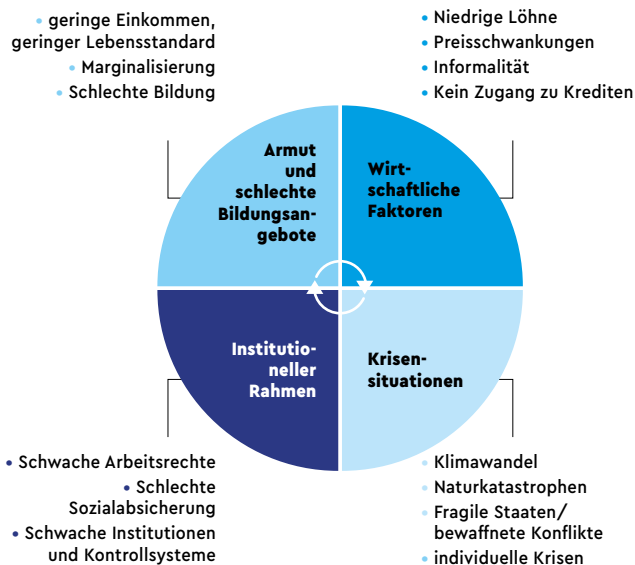 • geringe Einkommen,
geringer Lebensstandard
• Marginalisierung
• Schlechte Bildung
• Niedrige Löhne
• Preisschwankungen
• Informalität
• Kein Zugang zu Krediten
Armut
und
schlechte
Bildungsan-
gebote
Wirt-
schaftliche
Faktoren
Institutio-
neller
Rahmen
Krisen-
situationen
• Schwache Arbeitsrechte
• Schlechte
Sozialabsicherung
• Schwache Institutionen
und Kontrollsysteme
• Klimawandel
• Naturkatastrophen
• Fragile Staaten/
bewaffnete Konflikte
• individuelle Krisen